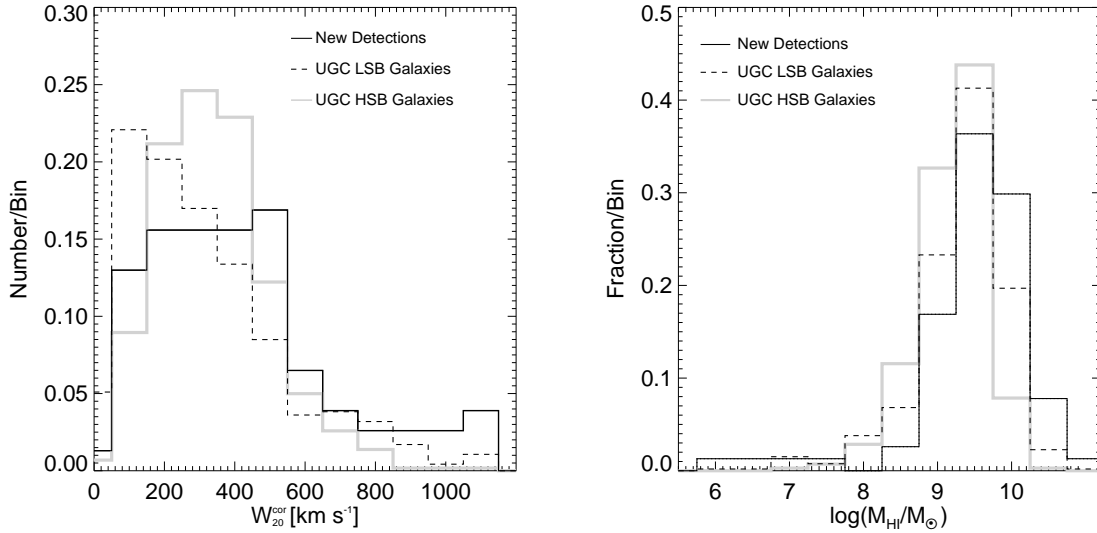 0.30
0.25
0.20
0.15
0.10
0.05
0.00
Number/Bin
New Detections
UGC LSB Galaxies
UGC HSB Galaxies
0 200 400 600 800 1000
W₂₀ᶜᵒʳ [km s⁻¹]
0.5
0.4
0.3
0.2
0.1
0.0
Fraction/Bin
New Detections
UGC LSB Galaxies
UGC HSB Galaxies
6 7 8 9 10
log(M_HI/M_☉)